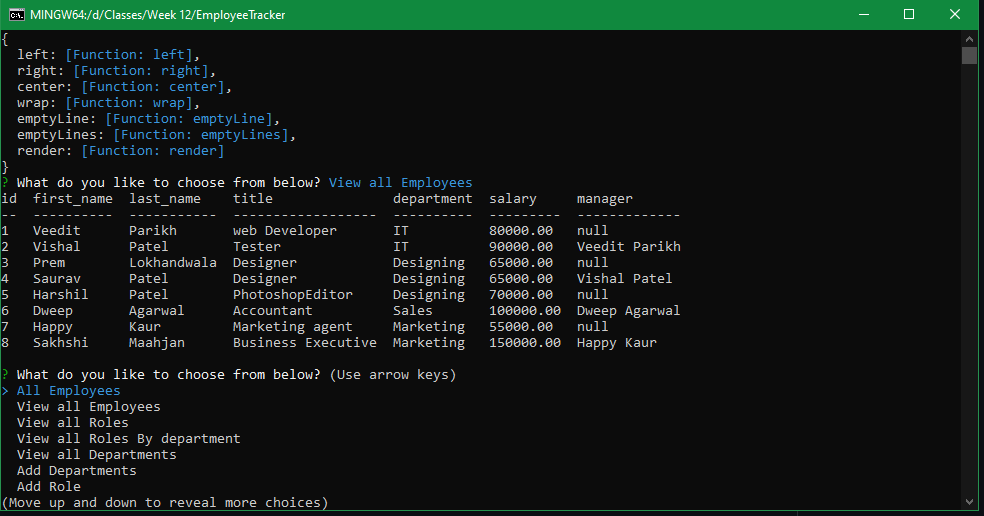 MINGW64:/d/Classes/Week 12/EmployeeTracker
{
  left: [Function: left],
  right: [Function: right],
  center: [Function: center],
  wrap: [Function: wrap],
  emptyLine: [Function: emptyLine],
  emptyLines: [Function: emptyLines],
  render: [Function: render]
}
? What do you like to choose from below? View all Employees
id  first_name  last_name    title               department  salary     manager
--  ----------  -----------  ------------------  ----------  ---------  -------------
1   Veedit      Parikh       web Developer       IT          80000.00   null
2   Vishal      Patel        Tester              IT          90000.00   Veedit Parikh
3   Prem        Lokhandwala  Designer            Designing   65000.00   null
4   Saurav      Patel        Designer            Designing   65000.00   Vishal Patel
5   Harshil     Patel        PhotoshopEditor     Designing   70000.00   null
6   Dweep       Agarwal      Accountant          Sales       100000.00  Dweep Agarwal
7   Happy       Kaur         Marketing agent     Marketing   55000.00   null
8   Sakhshi     Maahjan      Business Executive  Marketing   150000.00  Happy Kaur
? What do you like to choose from below? (Use arrow keys)
> All Employees
  View all Employees
  View all Roles
  View all Roles By department
  View all Departments
  Add Departments
  Add Role
(Move up and down to reveal more choices)